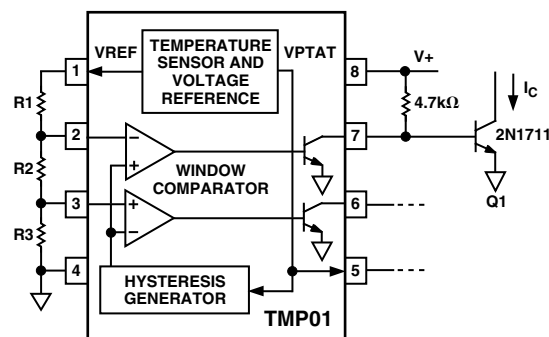 VREF
TEMPERATURE
SENSOR AND
VOLTAGE
REFERENCE
VPTAT
1
8
V+
IC
R1
4.7kΩ
2
7
2N1711
R2
WINDOW
COMPARATOR
Q1
3
6
R3
4
HYSTERESIS
GENERATOR
5
TMP01